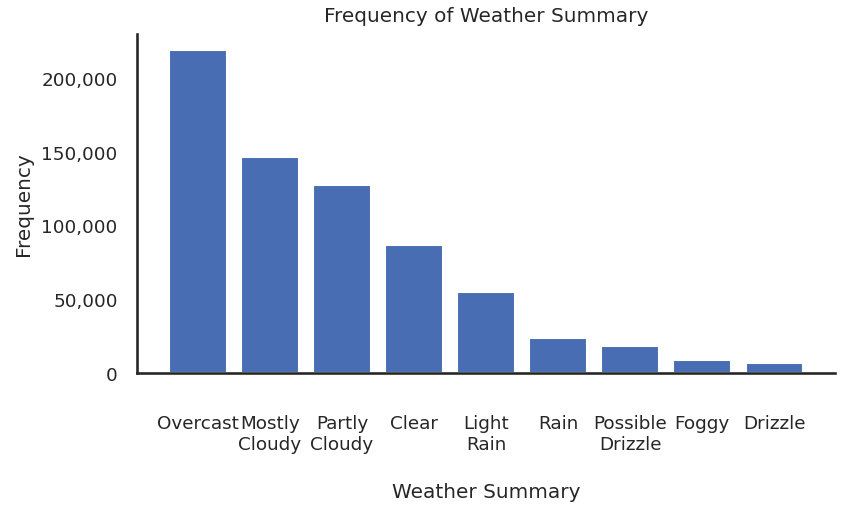 Frequency of Weather Summary
Frequency
200,000
150,000
100,000
50,000
0
Overcast Mostly Cloudy Partly Cloudy Clear Light Rain Rain Possible Drizzle Foggy Drizzle
Weather Summary